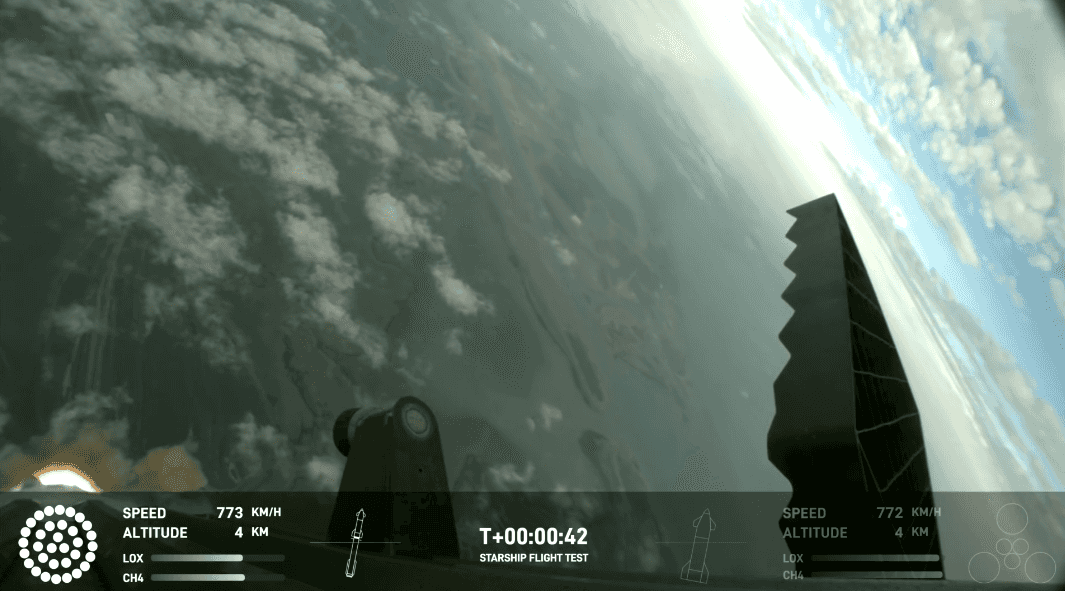 SPEED 773 KM/H
ALTITUDE 4 KM
LOX
CH4
T+00:00:42
STARSHIP FLIGHT TEST
SPEED 772 KM/H
ALTITUDE 4 KM
LOX
CH4